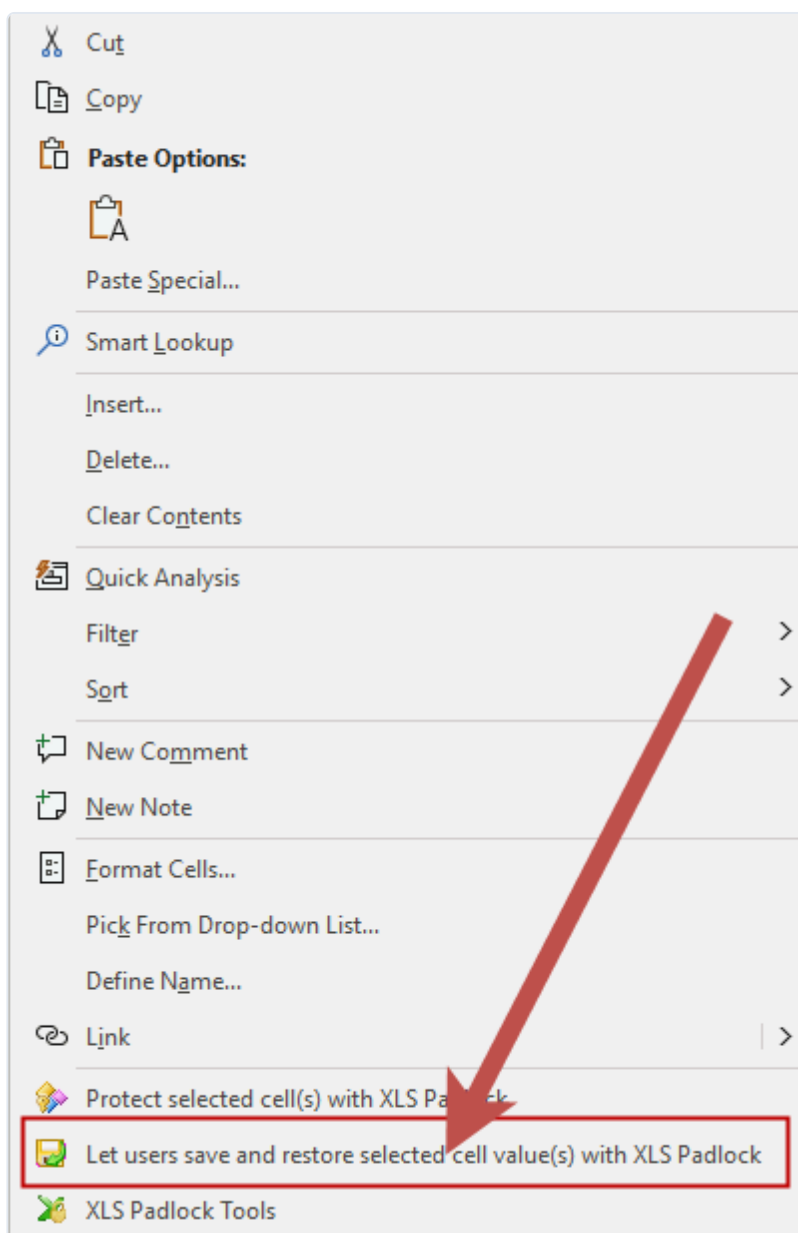 Cut
Copy
Paste Options:
A
Paste Special...
Smart Lookup
Insert...
Delete...
Clear Contents
Quick Analysis
Filter
Sort
New Comment
New Note
Format Cells...
Pick From Drop-down List...
Define Name...
Link
Protect selected cell(s) with XLS Padlock
Let users save and restore selected cell value(s) with XLS Padlock
XLS Padlock Tools